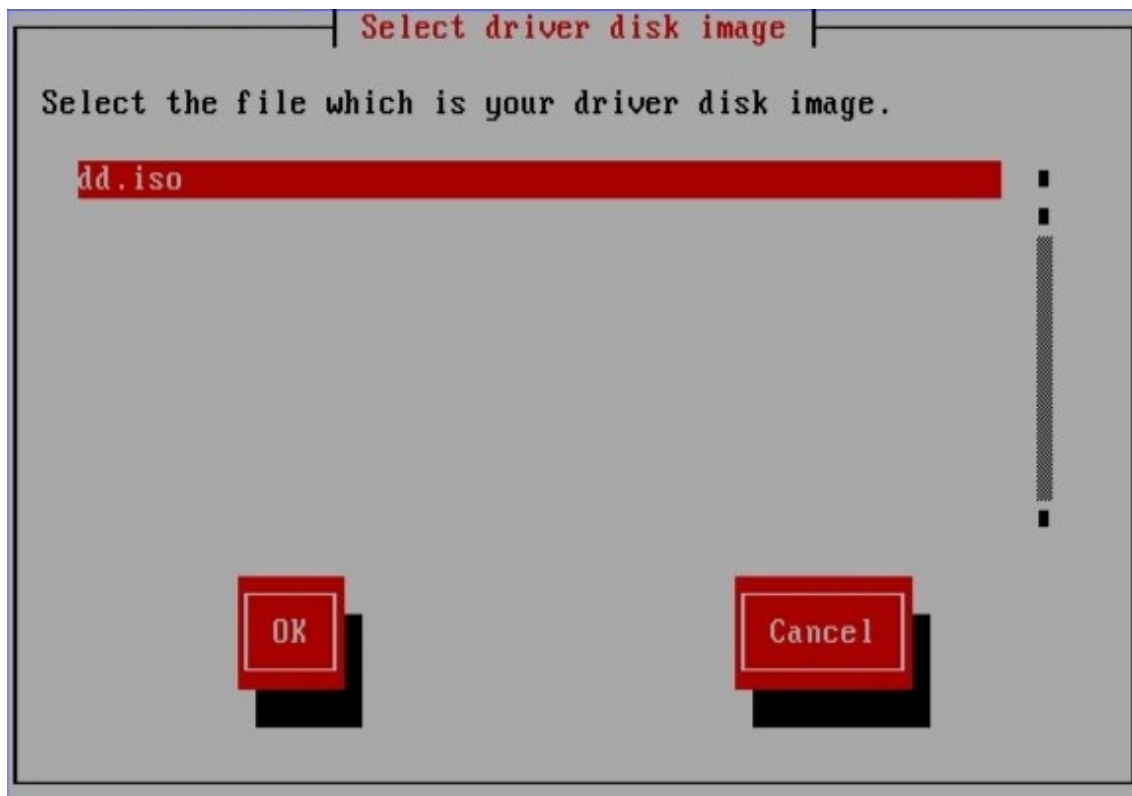 Select driver disk image
Select the file which is your driver disk image.
dd.iso
OK
Cancel